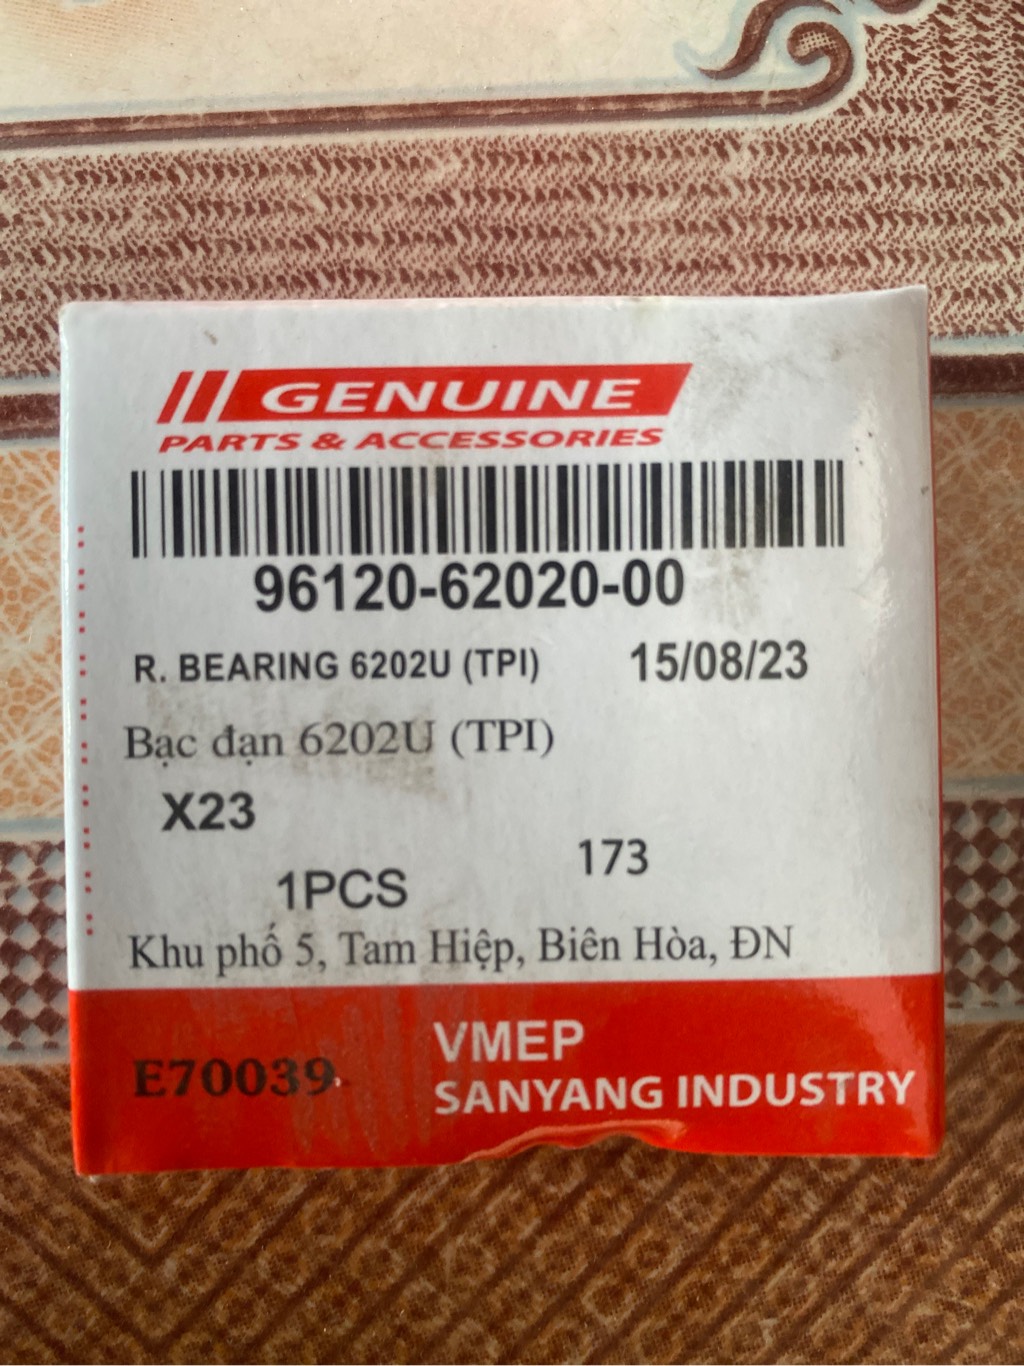 GENUINE
PARTS & ACCESSORIES
96120-62020-00
R. BEARING 6202U (TPI) 15/08/23
Bạc đạn 6202U (TPI)
X23
173
1PCS
Khu phố 5, Tam Hiệp, Biên Hòa, ĐN
VMEP
E70039
SANYANG INDUSTRY